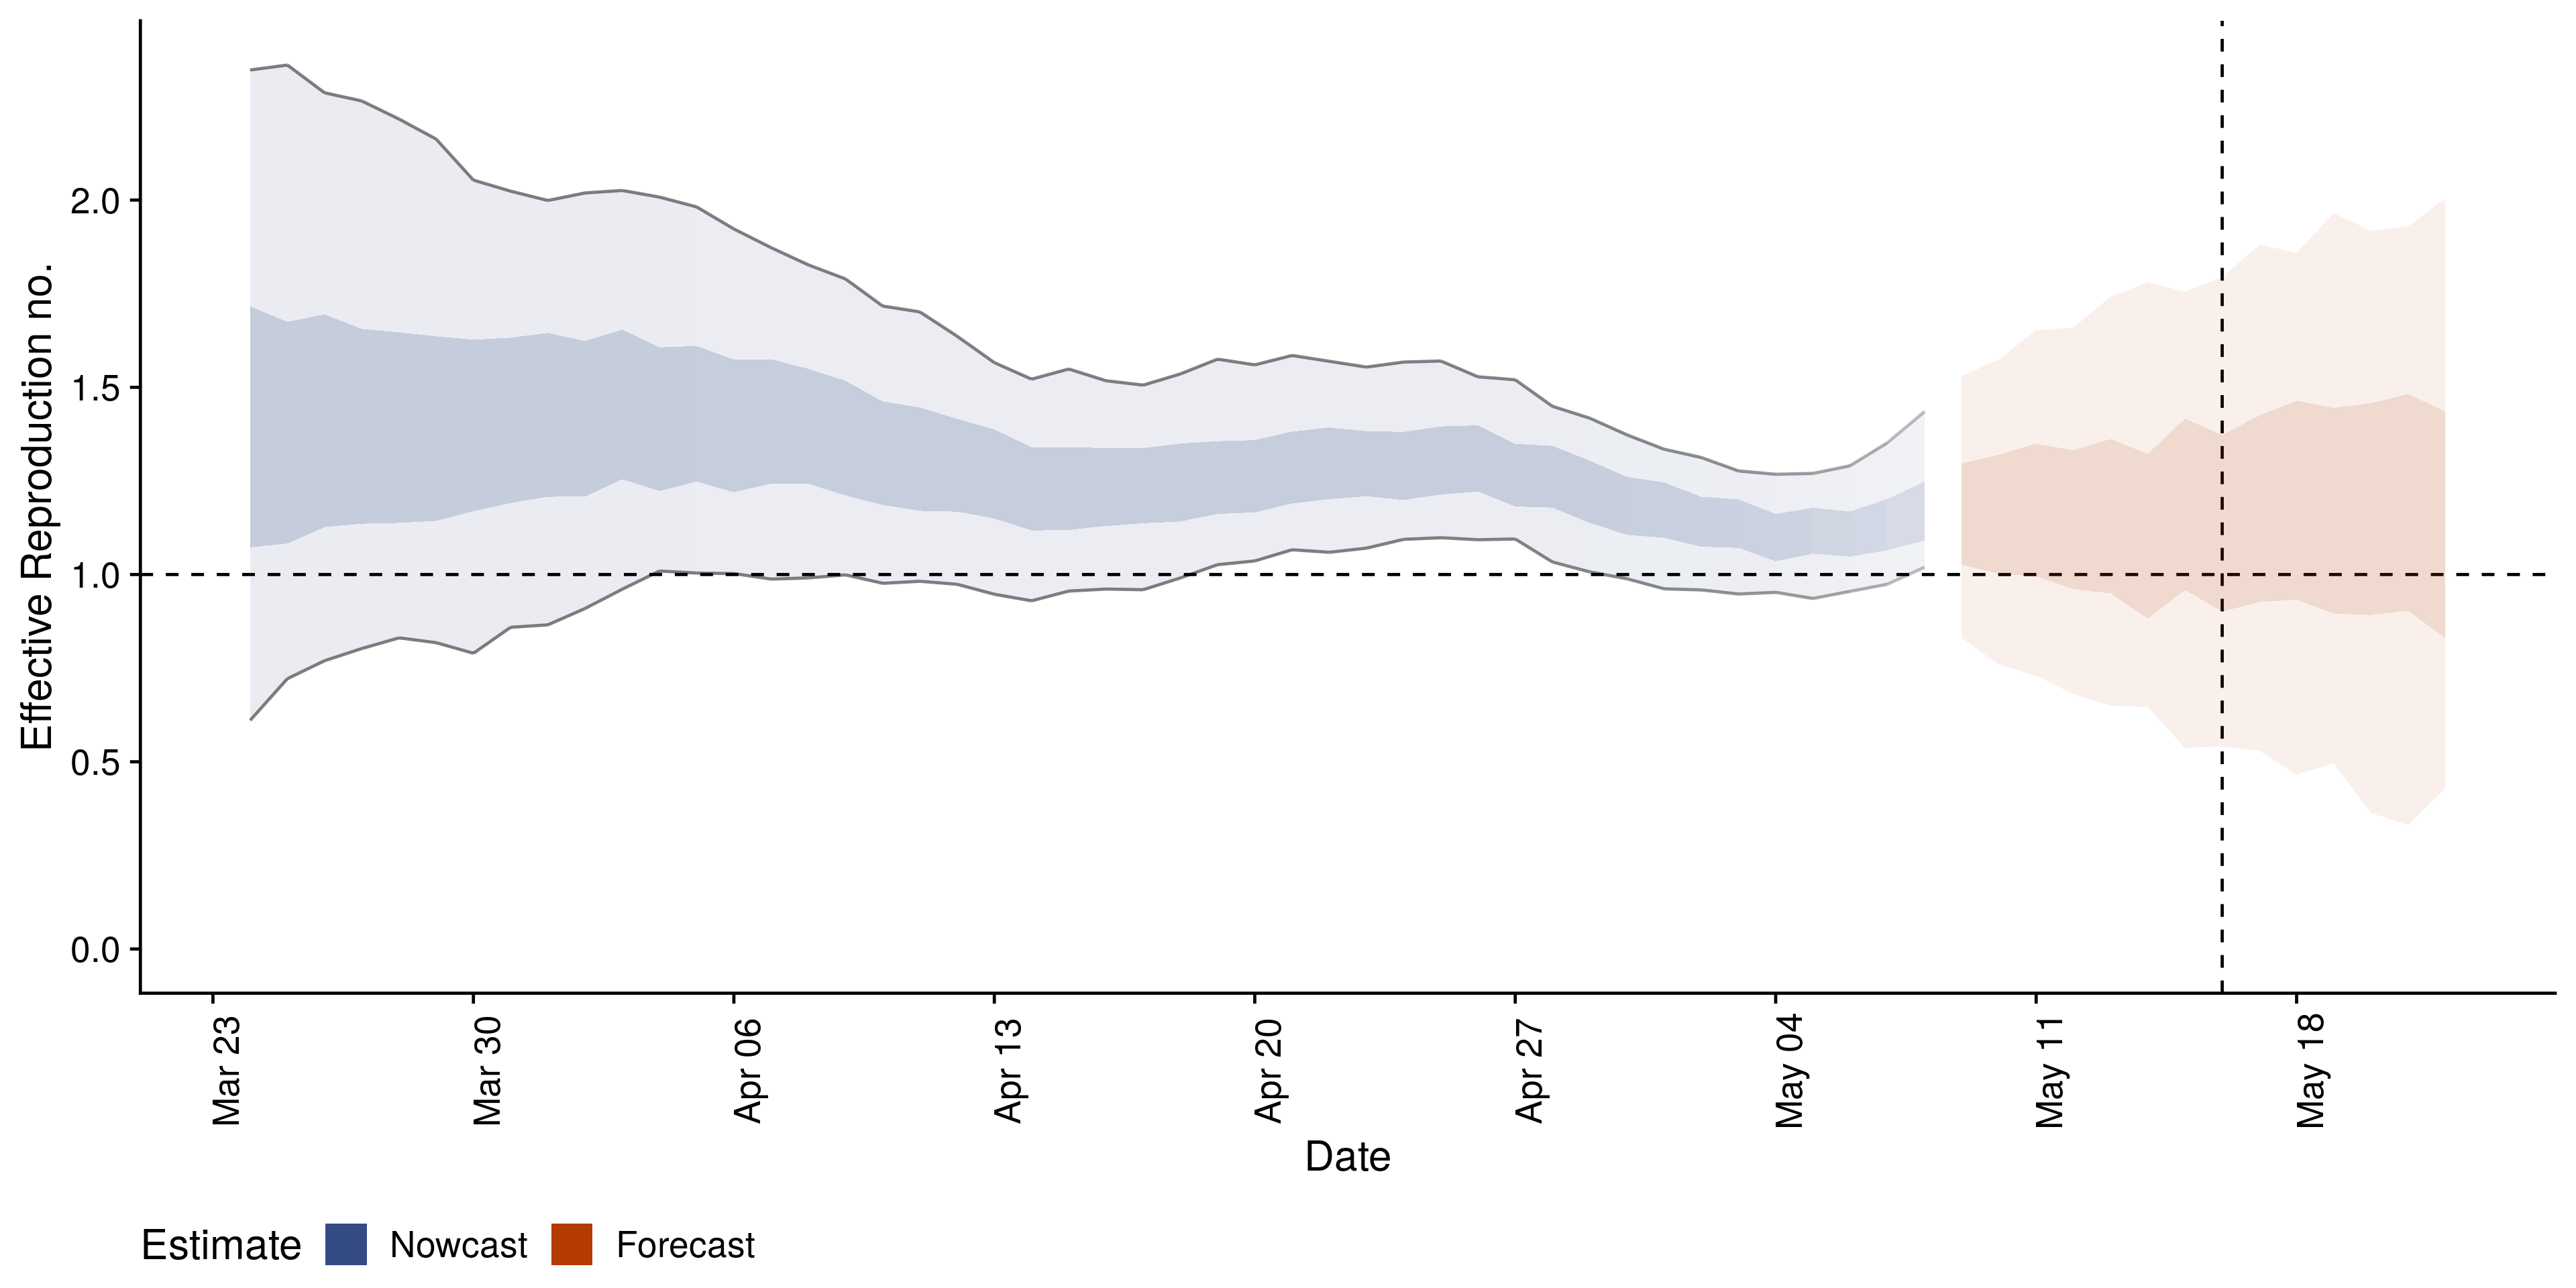 Effective Reproduction no.
2.0
1.5
1.0
0.5
0.0
Mar 23
Mar 30
Apr 06
Apr 13
Apr 20
Apr 27
May 04
May 11
May 18
Date
Estimate Nowcast Forecast